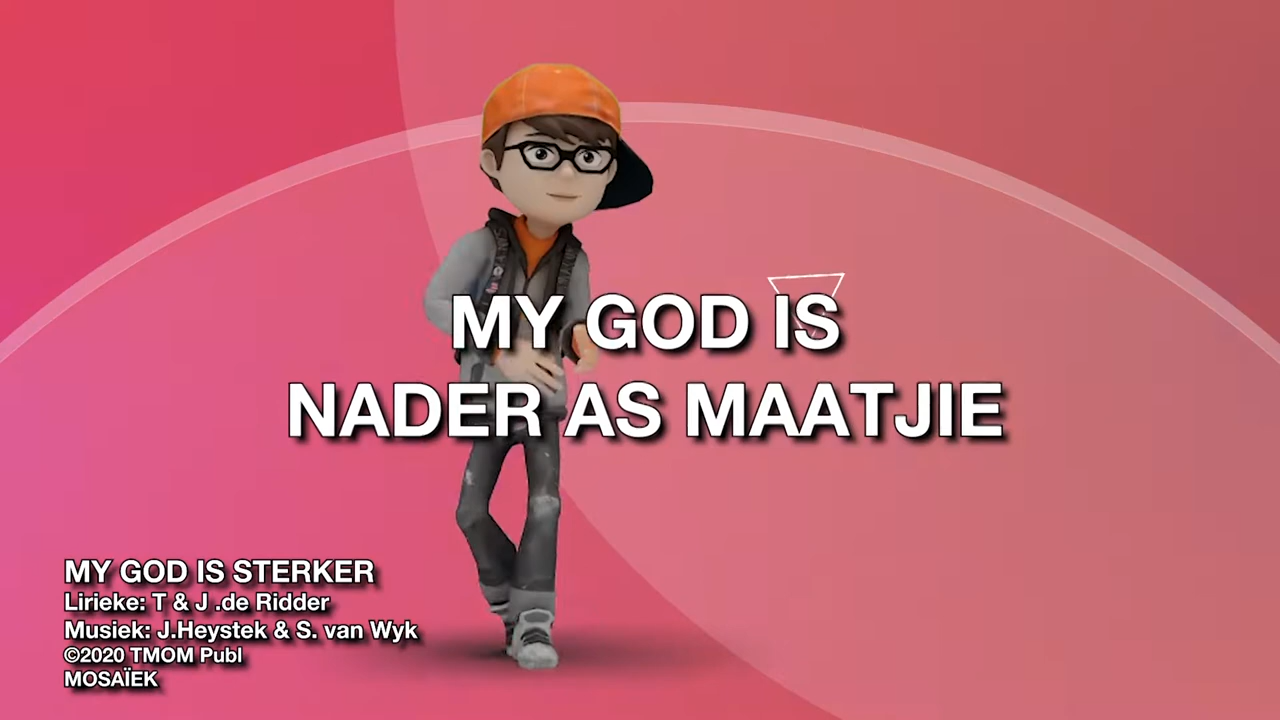 MY GOD IS
NADER AS MAATJIE
MY GOD IS STERKER
Lirieke: T & J .de Ridder
Musiek: J.Heystek & S. van Wyk
©2020 TMOM Publ
MOSAÏEK